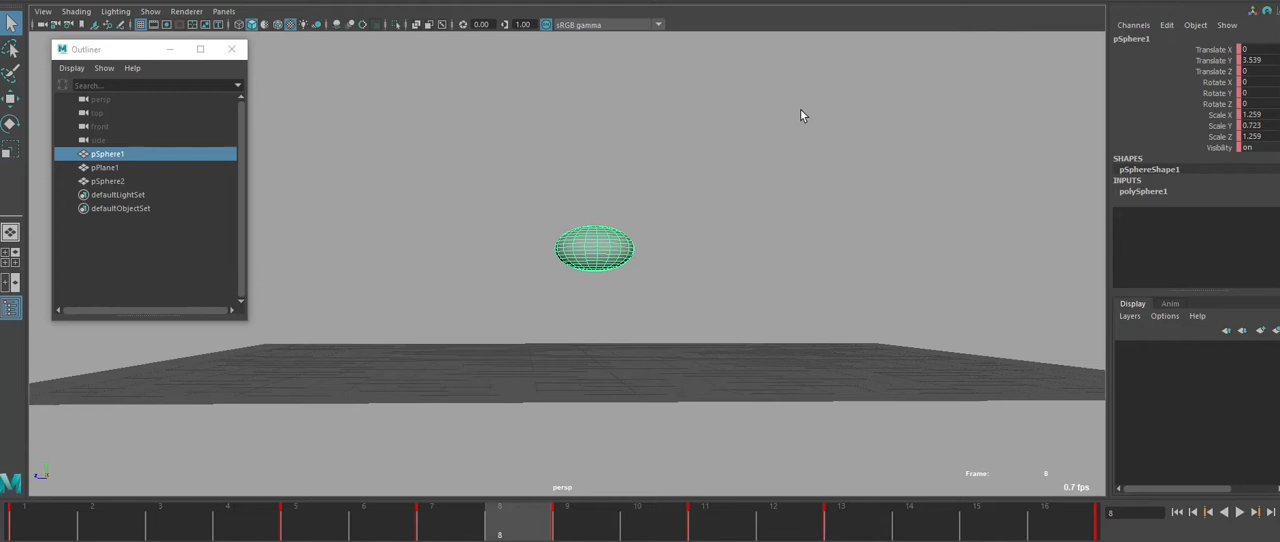 View Shading Lighting Show Renderer Panels
0.00 1.00 sRGB gamma
Outliner
Display Show Help
Search...
persp
top
front
side
pSphere1
pPlane1
pSphere2
defaultLightSet
defaultObjectSet
Frame: 8
persp
0.7 fps
Channels Edit Object Show
pSphere1
Translate X 0
Translate Y 3.539
Translate Z 0
Rotate X 0
Rotate Y 0
Rotate Z 0
Scale X 1.259
Scale Y 0.723
Scale Z 1.259
Visibility on
SHAPES
pSphereShape1
INPUTS
polySphere1
Display Anim
Layers Options Help
1 2 3 4 5 6 7 8 9 10 11 12 13 14 15 16
8
8